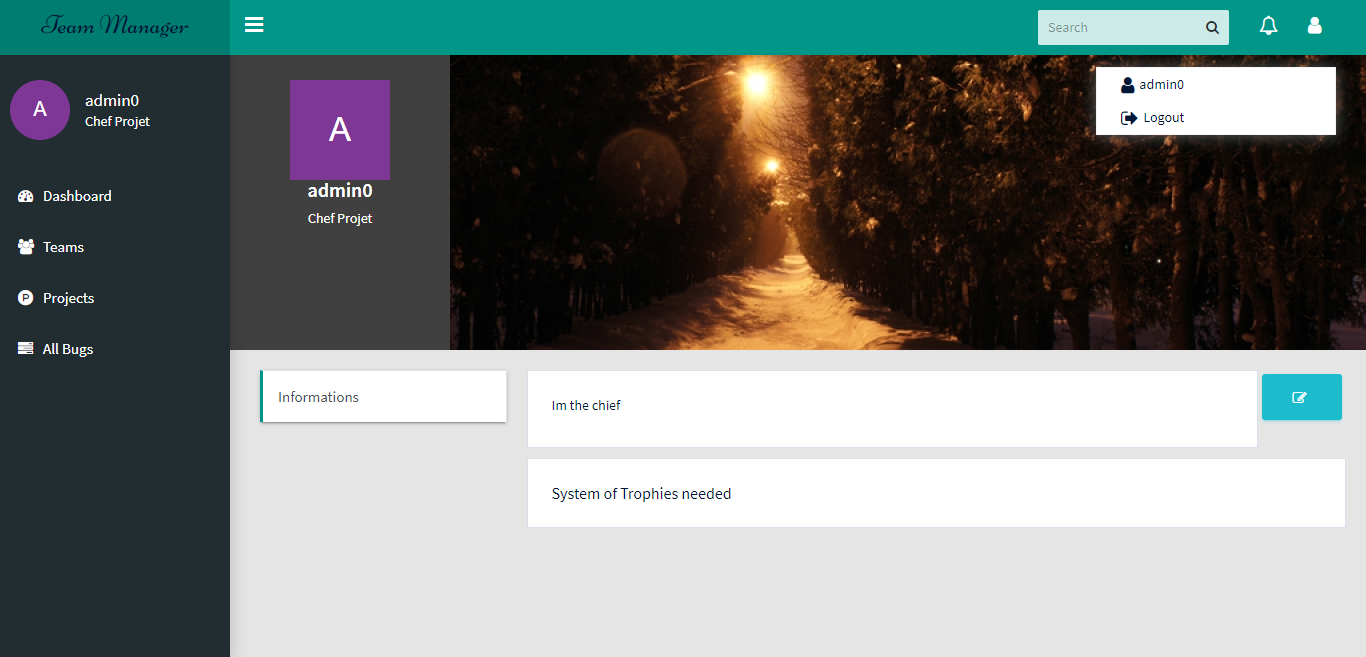 Team Manager
Search
A
admin0
Chef Projet
Dashboard
Teams
Projects
All Bugs
A
admin0
Chef Projet
admin0
Logout
Informations
Im the chief
System of Trophies needed